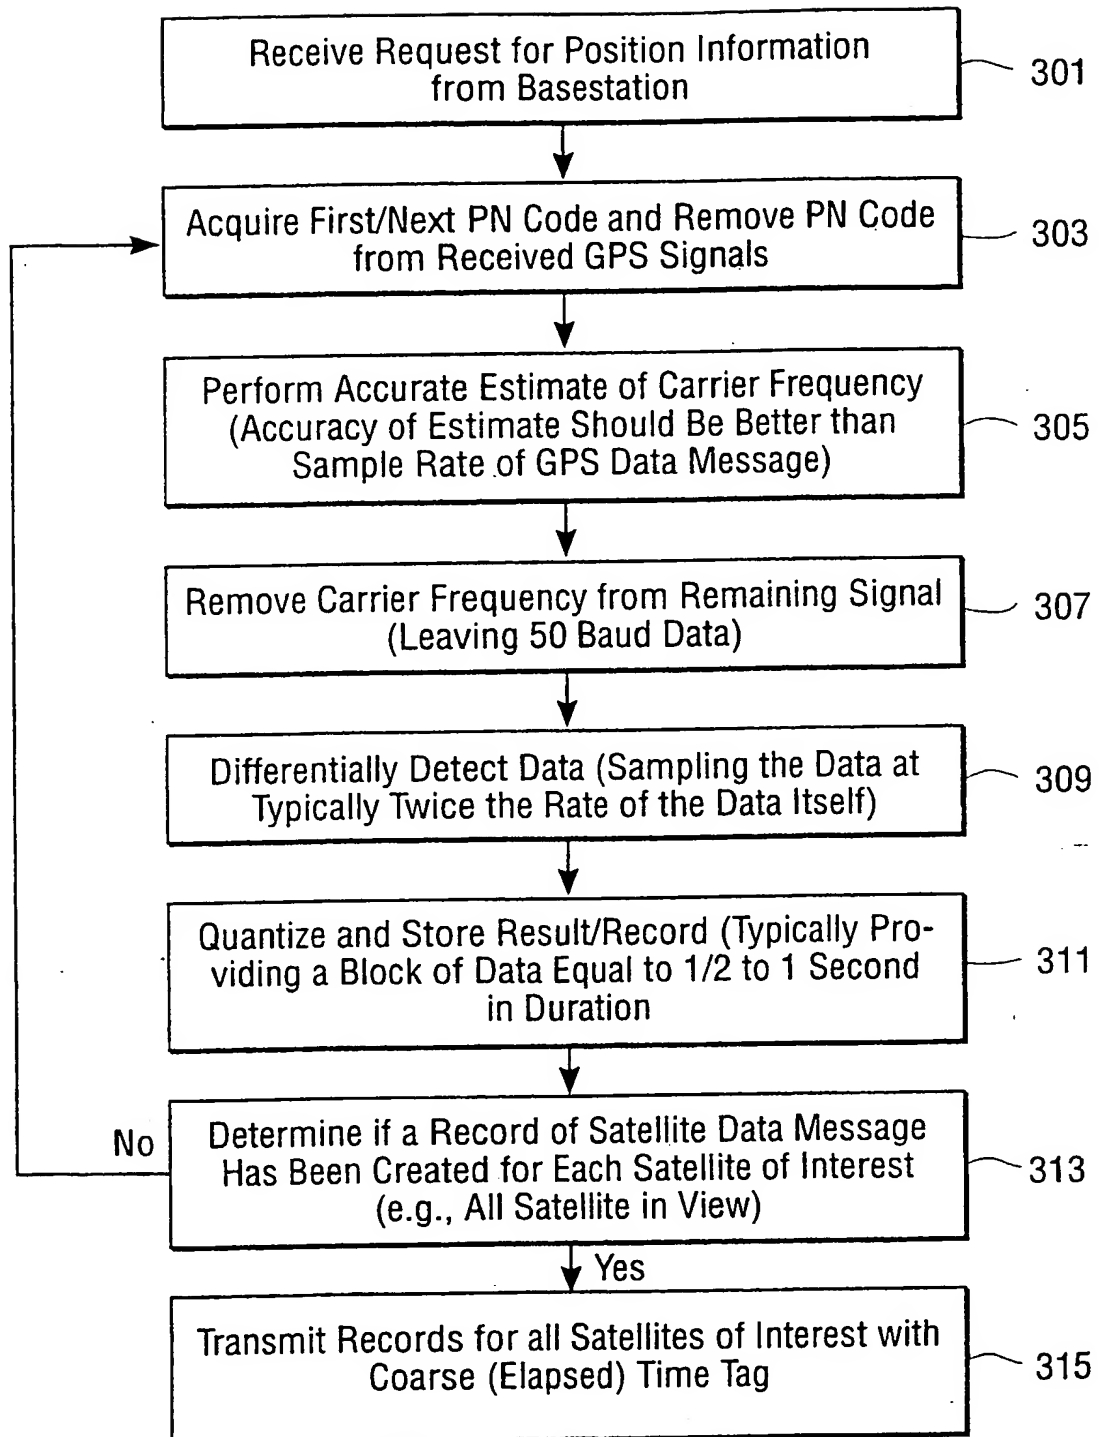 Receive Request for Position Information
from Basestation
301
Acquire First/Next PN Code and Remove PN Code
from Received GPS Signals
303
Perform Accurate Estimate of Carrier Frequency
(Accuracy of Estimate Should Be Better than
Sample Rate of GPS Data Message)
305
Remove Carrier Frequency from Remaining Signal
(Leaving 50 Baud Data)
307
Differentially Detect Data (Sampling the Data at
Typically Twice the Rate of the Data Itself)
309
Quantize and Store Result/Record (Typically Pro-
viding a Block of Data Equal to 1/2 to 1 Second
in Duration
311
No
Determine if a Record of Satellite Data Message
Has Been Created for Each Satellite of Interest
(e.g., All Satellite in View)
313
Yes
Transmit Records for all Satellites of Interest with
Coarse (Elapsed) Time Tag
315